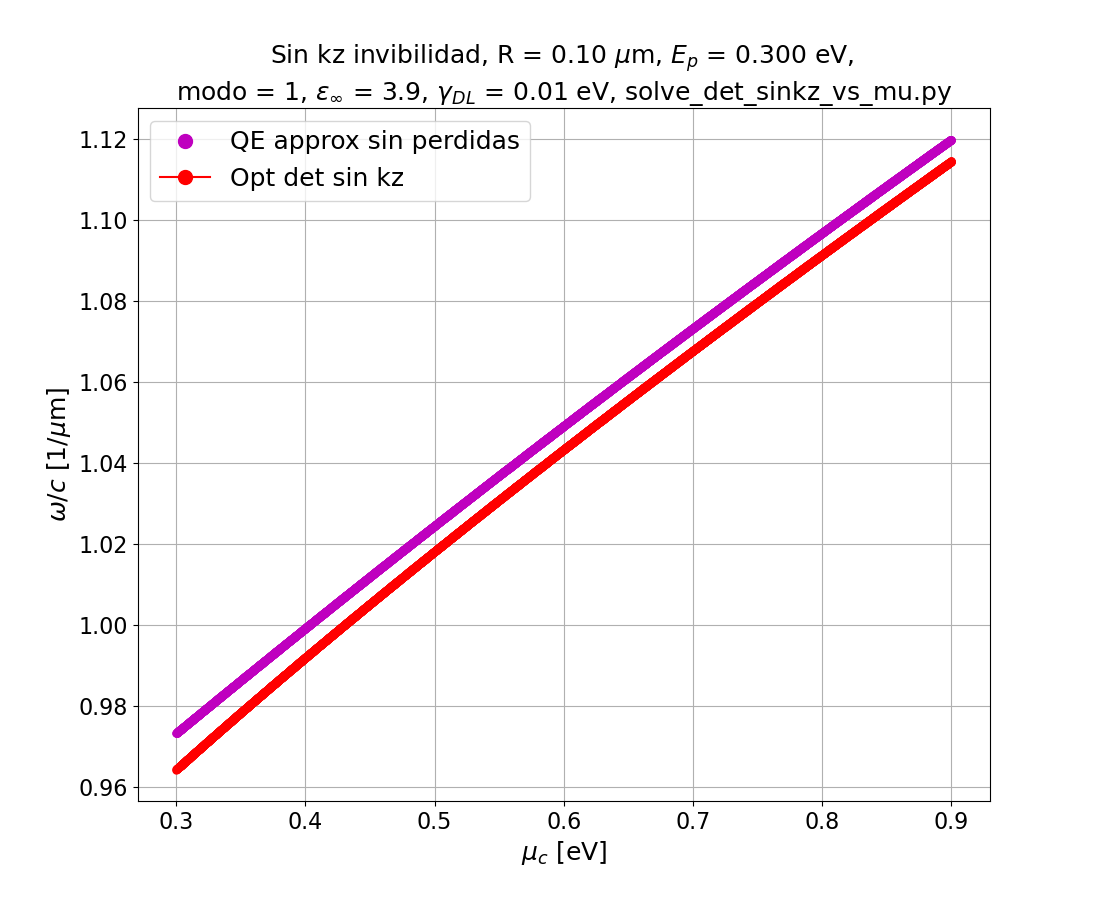 Sin kz invibilidad, R = 0.10 μm, E_p = 0.300 eV,
modo = 1, ε_∞ = 3.9, γ_DL = 0.01 eV, solve_det_sinkz_vs_mu.py
QE approx sin perdidas
Opt det sin kz
ω/c [1/μm]
1.12
1.10
1.08
1.06
1.04
1.02
1.00
0.98
0.96
0.3 0.4 0.5 0.6 0.7 0.8 0.9
μ_c [eV]